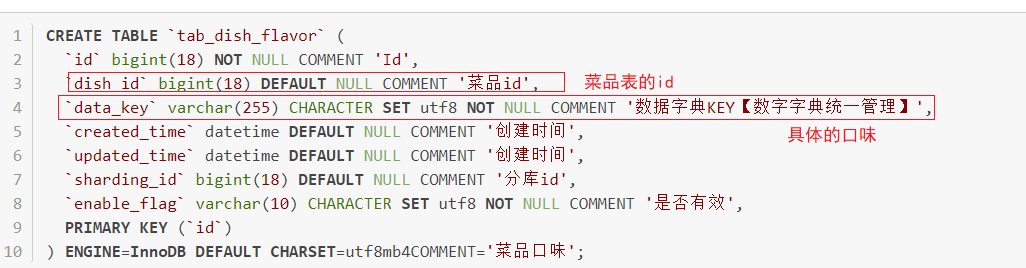 1 CREATE TABLE `tab_dish_flavor` (
2 `id` bigint(18) NOT NULL COMMENT 'Id',
3 `dish_id` bigint(18) DEFAULT NULL COMMENT '菜品id', 菜品表的id
4 `data_key` varchar(255) CHARACTER SET utf8 NOT NULL COMMENT '数据字典KEY【数字字典统一管理】',
5 `created_time` datetime DEFAULT NULL COMMENT '创建时间', 具体的口味
6 `updated_time` datetime DEFAULT NULL COMMENT '创建时间',
7 `sharding_id` bigint(18) DEFAULT NULL COMMENT '分库id',
8 `enable_flag` varchar(10) CHARACTER SET utf8 NOT NULL COMMENT '是否有效',
9 PRIMARY KEY (`id`)
10 ) ENGINE=InnoDB DEFAULT CHARSET=utf8mb4COMMENT='菜品口味';